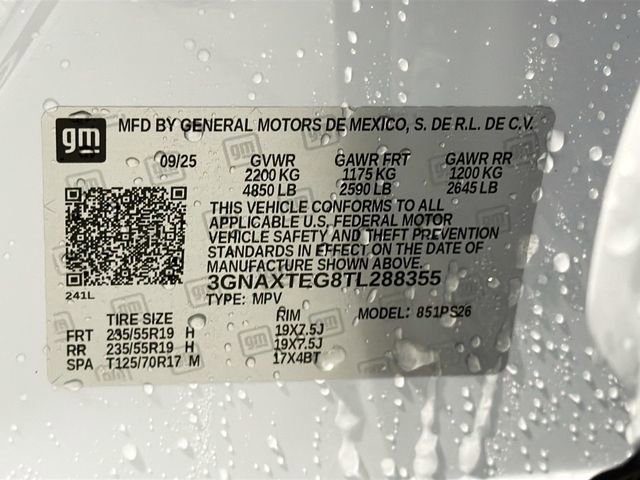 gm MFD BY GENERAL MOTORS DE MEXICO, S. DE R.L. DE C.V.
09/25 GVWR GAWR FRT GAWR RR
2200 KG 1175 KG 1200 KG
4850 LB 2590 LB 2645 LB
THIS VEHICLE CONFORMS TO ALL
APPLICABLE U.S. FEDERAL MOTOR
VEHICLE SAFETY AND THEFT PREVENTION
STANDARDS IN EFFECT ON THE DATE OF
MANUFACTURE SHOWN ABOVE.
3GNAXTEG8TL288355
241L TYPE: MPV MODEL: 851PS26
TIRE SIZE RIM
FRT 235/55R19 H 19X7.5J
RR 235/55R19 H 19X7.5J
SPA T125/70R17 M 17X4BT